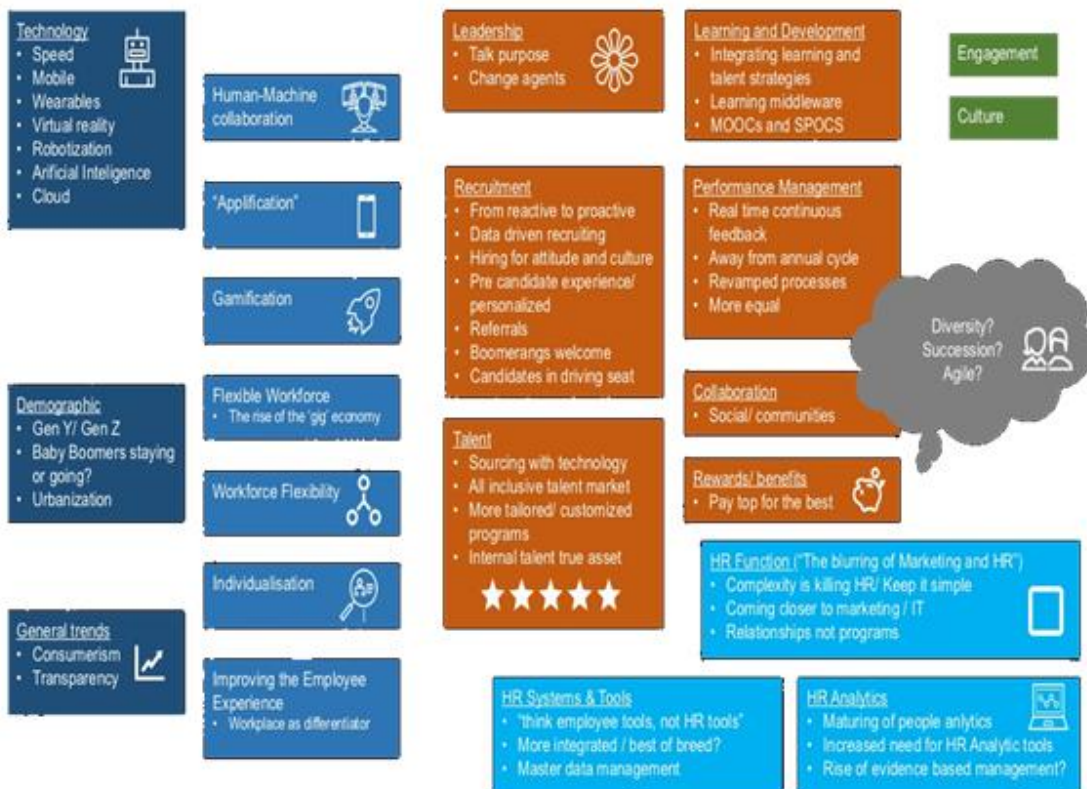 Technology
• Speed
• Mobile
• Wearables
• Virtual reality
• Robotization
• Arificial Inteligence
• Cloud
Demographic
• Gen Y/ Gen Z
• Baby Boomers staying
or going?
• Urbanization
General trends
• Consumerism
• Transparency
Human-Machine
collaboration
"Applification"
Gamification
Flexible Workforce
• The rise of the 'gig' economy
Workforce Flexibility
Individualisation
Improving the Employee
Experience
• Workplace as differentiator
Leadership
• Talk purpose
• Change agents
Recruitment
• From reactive to proactive
• Data driven recruiting
• Hiring for attitude and culture
• Pre candidate experience/
personalized
• Referrals
• Boomerangs welcome
• Candidates in driving seat
Talent
• Sourcing with technology
• All inclusive talent market
• More tailored/ customized
programs
• Internal talent true asset
Learning and Development
• Integrating learning and
talent strategies
• Learning middleware
• MOOCs and SPOCS
Performance Management
• Real time continuous
feedback
• Away from annual cycle
• Revamped processes
• More equal
Collaboration
• Social/ communities
Rewards/ benefits
• Pay top for the best
Engagement
Culture
Diversity?
Succession?
Agile?
HR Function ("The blurring of Marketing and HR")
• Complexity is killing HR/ Keep it simple
• Coming closer to marketing / IT
• Relationships not programs
HR Systems & Tools
• "think employee tools, not HR tools"
• More integrated / best of breed?
• Master data management
HR Analytics
• Maturing of people anlytics
• Increased need for HR Analytic tools
• Rise of evidence based management?